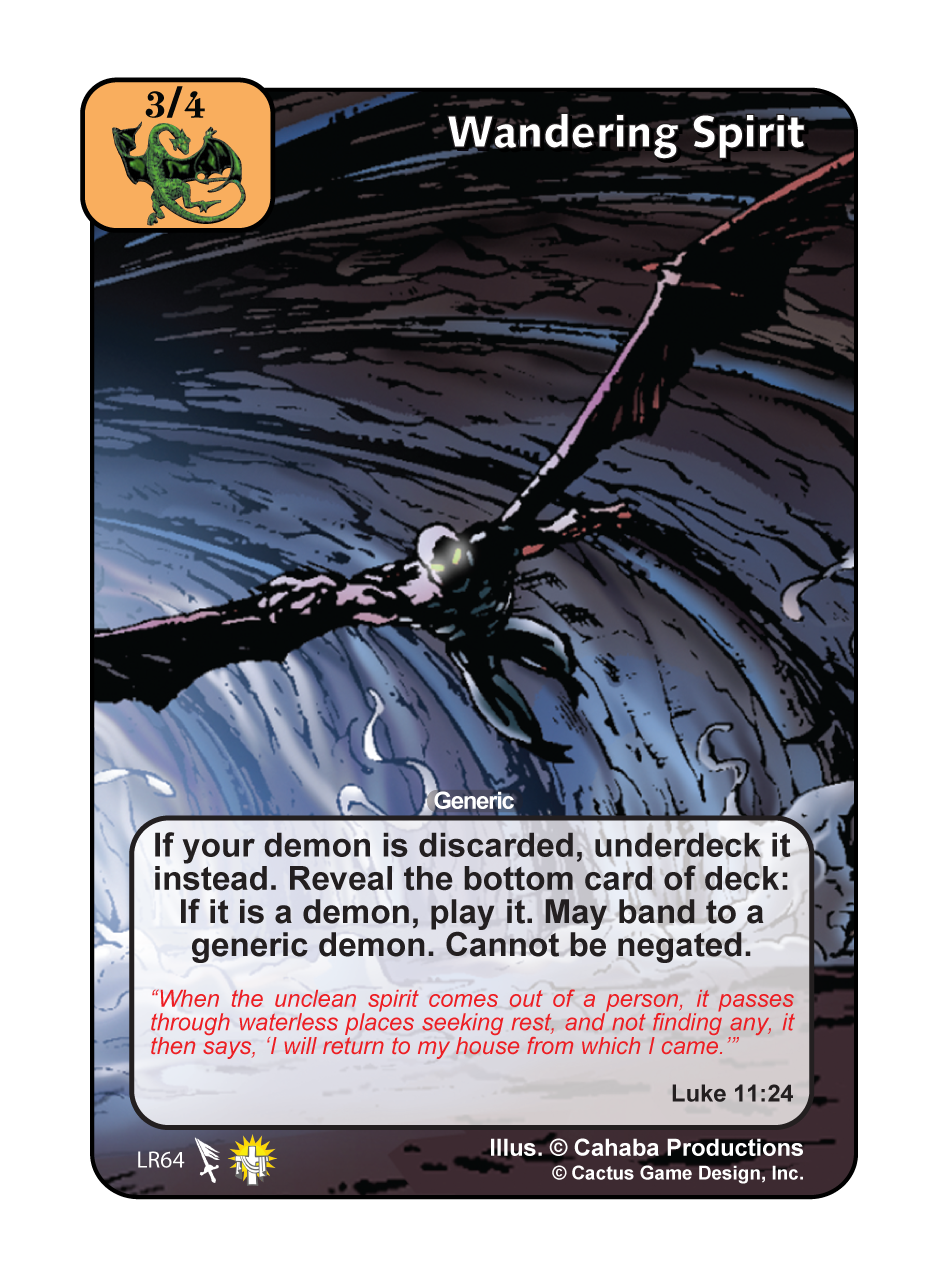 3/4
Wandering Spirit
Generic
If your demon is discarded, underdeck it
instead. Reveal the bottom card of deck:
If it is a demon, play it. May band to a
generic demon. Cannot be negated.
“When the unclean spirit comes out of a person, it passes
through waterless places seeking rest, and not finding any, it
then says, ‘I will return to my house from which I came.’”
Luke 11:24
LR64
Illus. © Cahaba Productions
© Cactus Game Design, Inc.